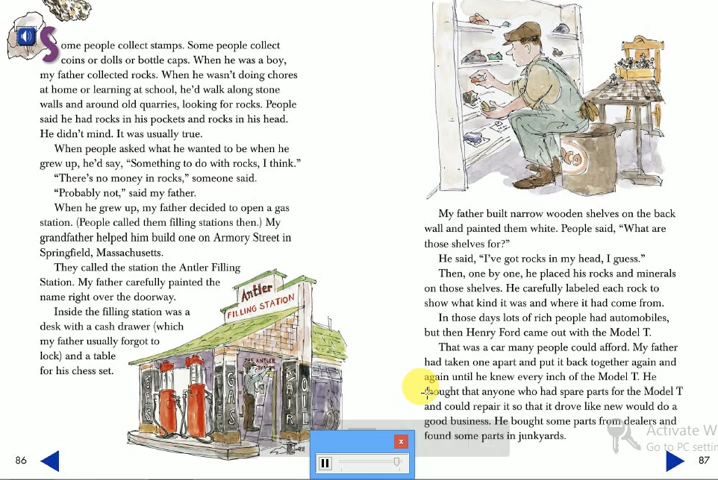 Some people collect stamps. Some people collect
coins or dolls or bottle caps. When he was a boy,
my father collected rocks. When he wasn't doing chores
at home or learning at school, he'd walk along stone
walls and around old quarries, looking for rocks. People
said he had rocks in his pockets and rocks in his head.
He didn't mind. It was usually true.
When people asked what he wanted to be when he
grew up, he'd say, “Something to do with rocks, I think.”
“There's no money in rocks,” someone said.
“Probably not,” said my father.
When he grew up, my father decided to open a gas
station. (People called them filling stations then.) My
grandfather helped him build one on Armory Street in
Springfield, Massachusetts.
They called the station the Antler Filling
Station. My father carefully painted the
name right over the doorway.
Inside the filling station was a
desk with a cash drawer (which
my father usually forgot to
lock) and a table
for his chess set.
Antler
FILLING STATION
THE ANTLER
GAS
GAS
OIL
86
CO
My father built narrow wooden shelves on the back
wall and painted them white. People said, “What are
those shelves for?”
He said, “I've got rocks in my head, I guess.”
Then, one by one, he placed his rocks and minerals
on those shelves. He carefully labeled each rock to
show what kind it was and where it had come from.
In those days lots of rich people had automobiles,
but then Henry Ford came out with the Model T.
That was a car many people could afford. My father
had taken one apart and put it back together again and
again until he knew every inch of the Model T. He
thought that anyone who had spare parts for the Model T
and could repair it so that it drove like new would do a
good business. He bought some parts from dealers and
found some parts in junkyards.
Activate W
Go to PC settin
87
x